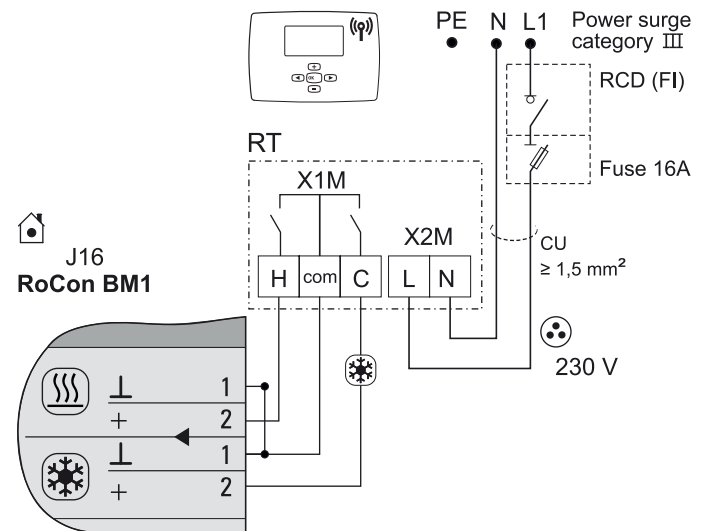 PE N L1
Power surge
category III
RCD (FI)
Fuse 16A
OK
RT
X1M
X2M
H com C
L N
CU
≥ 1,5 mm²
230 V
J16
RoCon BM1
1
+ 2
1
+ 2